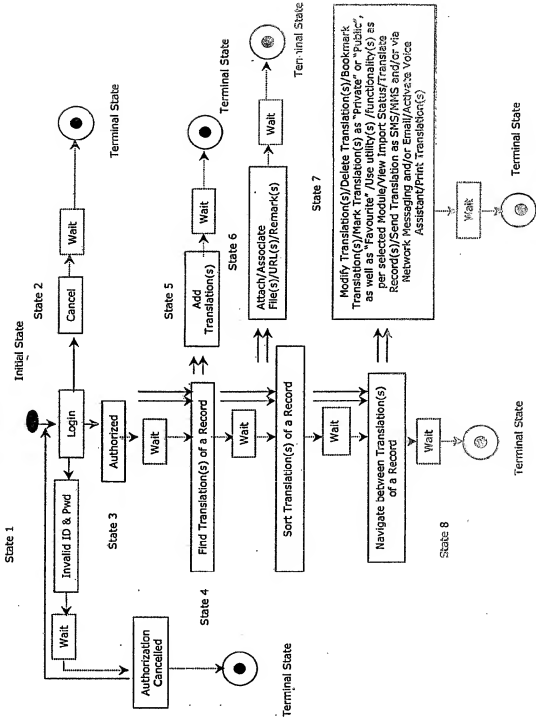 State 1
Initial State
State 2
Login
Cancel
Wait
Terminal State
Invalid ID & Pwd
Wait
Authorization
Cancelled
Terminal State
State 3
Authorized
Wait
State 4
Find Translation(s) of a Record
State 5
Add
Translation(s)
Wait
Terminal State
Wait
Sort Translation(s) of a Record
State 6
Attach/Associate
File(s)/URL(s)/Remark(s)
Wait
Terminal State
Wait
Navigate between Translation(s)
of a Record
State 7
Modify Translation(s)/Delete Translation(s)/Bookmark
Translation(s)/Mark Translation(s) as "Private" or "Public",
as well as "Favourite" /Use utility(s) /functionality(s) as
per selected Module/View Import Status/Translate
Record(s)/Send Translation as SMS/MMS and/or via
Network Messaging and/or Email/Activate Voice
Assistant/Print Translation(s)
Wait
Terminal State
State 8
Wait
Terminal State